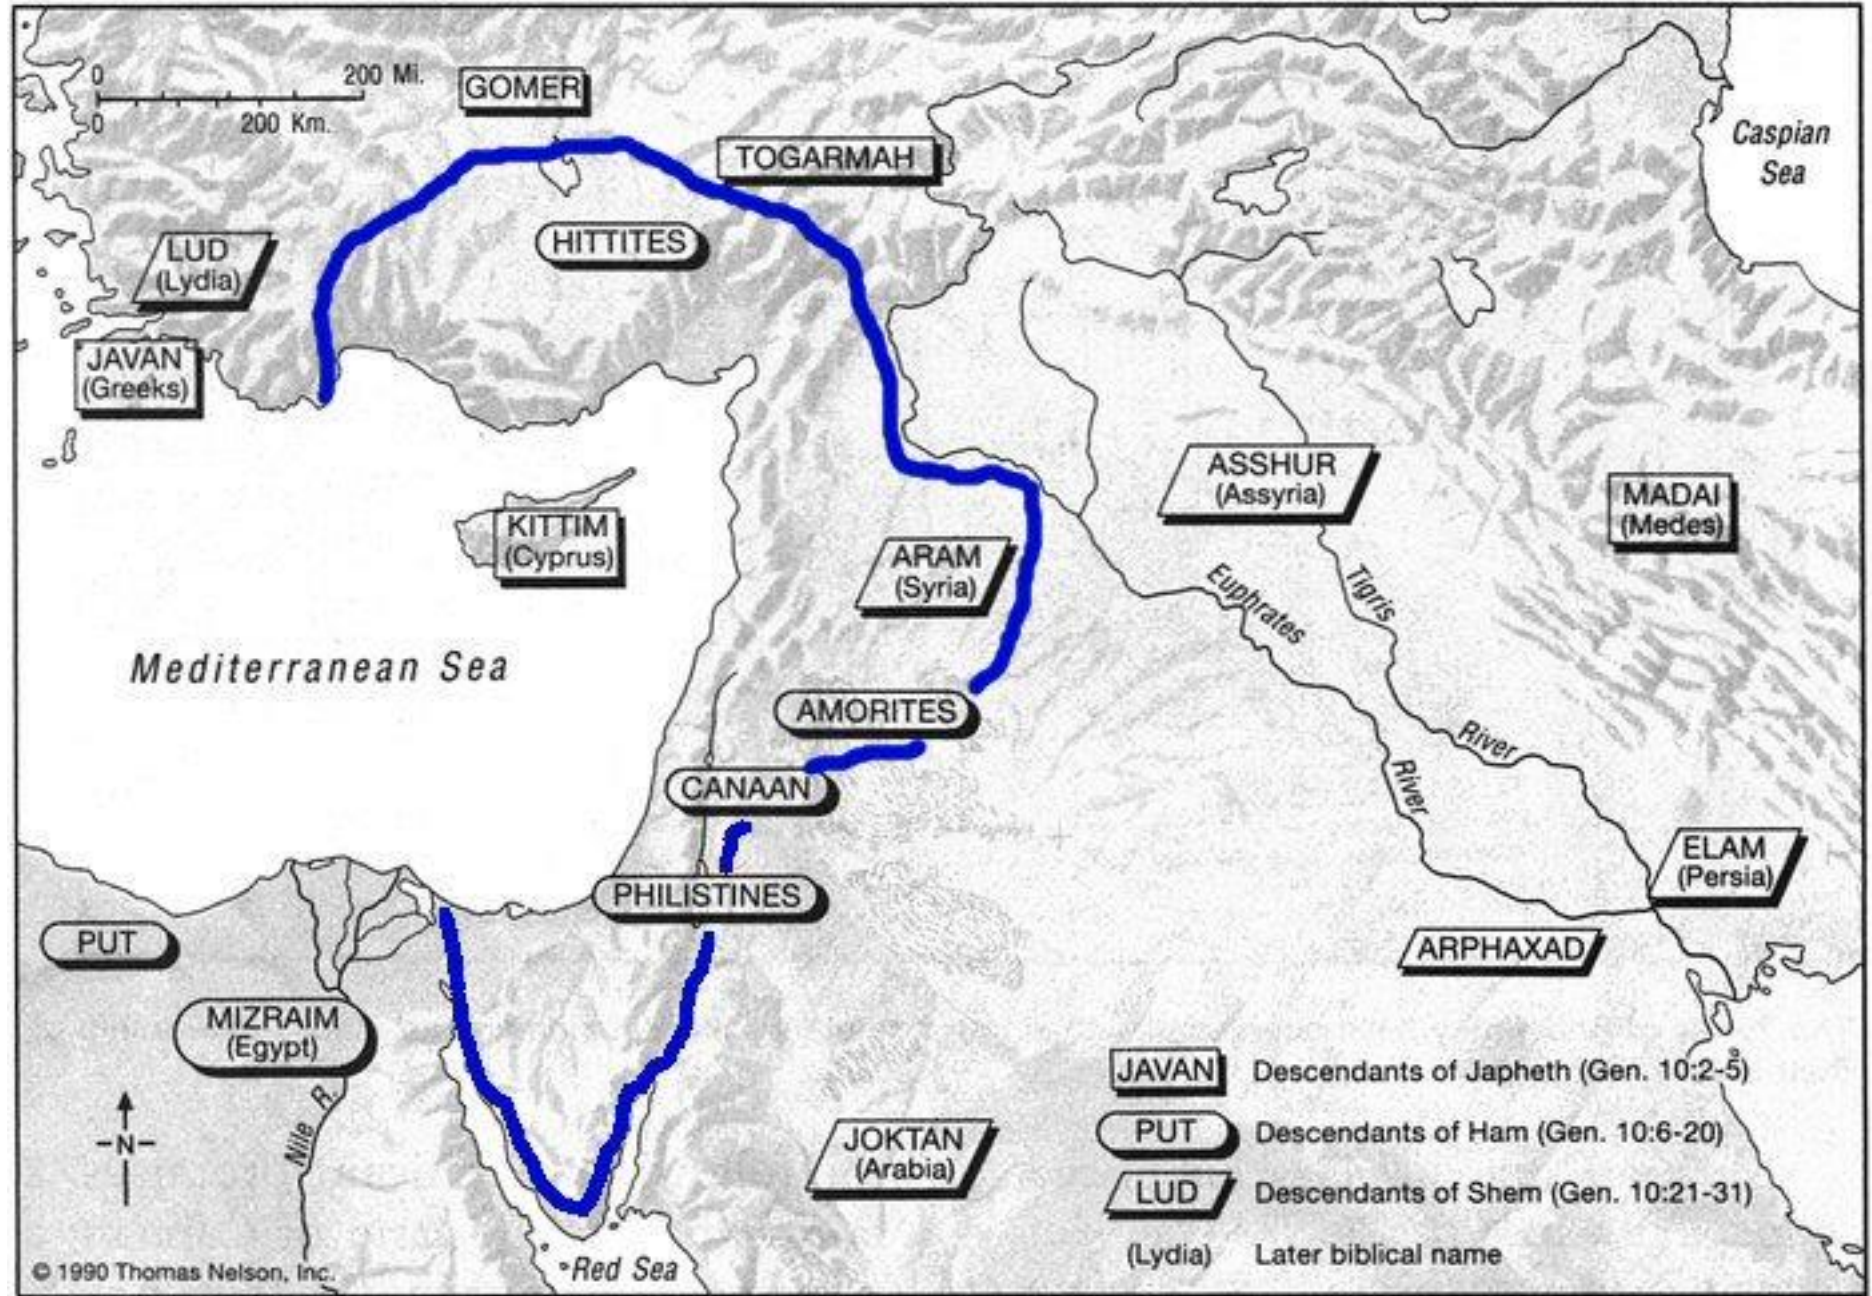 0 200 Mi.
0 200 Km.
GOMER
TOGARMAH
Caspian
Sea
HITTITES
LUD
(Lydia)
JAVAN
(Greeks)
KITTIM
(Cyprus)
ASSHUR
(Assyria)
MADAI
(Medes)
ARAM
(Syria)
Euphrates
River
Tigris
River
Mediterranean Sea
AMORITES
CANAAN
PHILISTINES
ELAM
(Persia)
ARPHAXAD
PUT
MIZRAIM
(Egypt)
Nile R.
-N-
JOKTAN
(Arabia)
Red Sea
JAVAN Descendants of Japheth (Gen. 10:2-5)
PUT Descendants of Ham (Gen. 10:6-20)
LUD Descendants of Shem (Gen. 10:21-31)
(Lydia) Later biblical name
© 1990 Thomas Nelson, Inc.